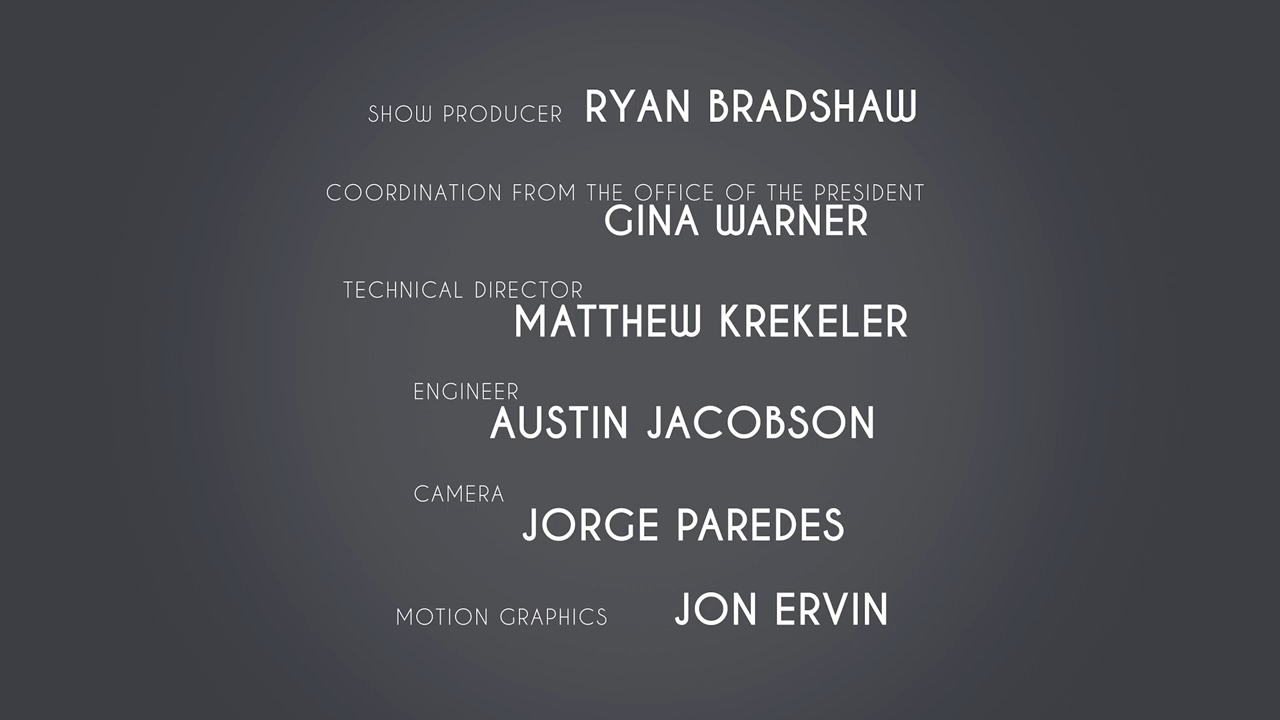 SHOW PRODUCER RYAN BRADSHAW
COORDINATION FROM THE OFFICE OF THE PRESIDENT
GINA WARNER
TECHNICAL DIRECTOR
MATTHEW KREKELER
ENGINEER
AUSTIN JACOBSON
CAMERA
JORGE PAREDES
MOTION GRAPHICS JON ERVIN